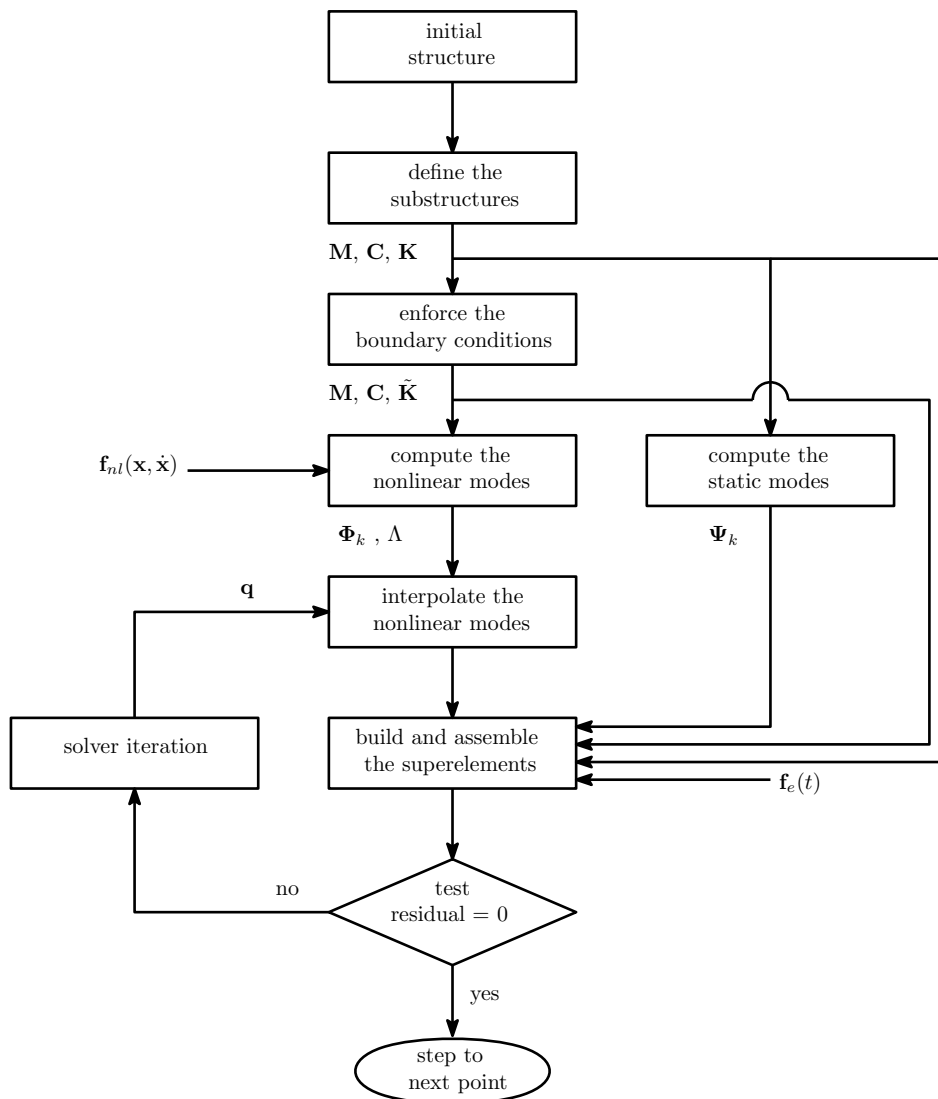 initial
structure
define the
substructures
M, C, K
enforce the
boundary conditions
M, C, K̃
f_{nl}(x, ẋ)
compute the
nonlinear modes
compute the
static modes
Φ_k , Λ
Ψ_k
q
interpolate the
nonlinear modes
solver iteration
build and assemble
the superelements
f_e(t)
no
test
residual = 0
yes
step to
next point